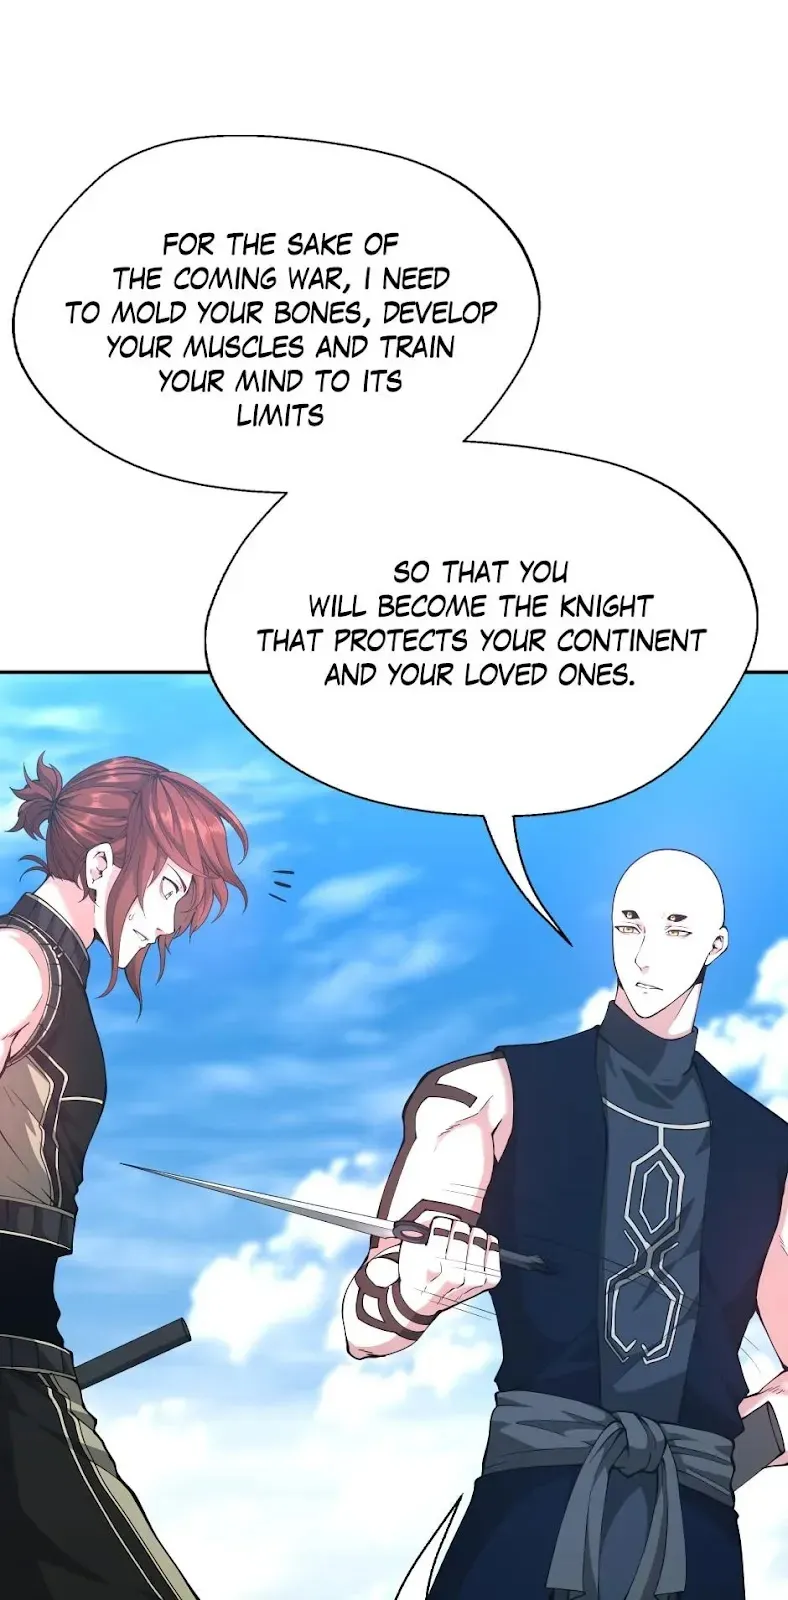 FOR THE SAKE OF
THE COMING WAR, I NEED
TO MOLD YOUR BONES, DEVELOP
YOUR MUSCLES AND TRAIN
YOUR MIND TO ITS
LIMITS
SO THAT YOU
WILL BECOME THE KNIGHT
THAT PROTECTS YOUR CONTINENT
AND YOUR LOVED ONES.